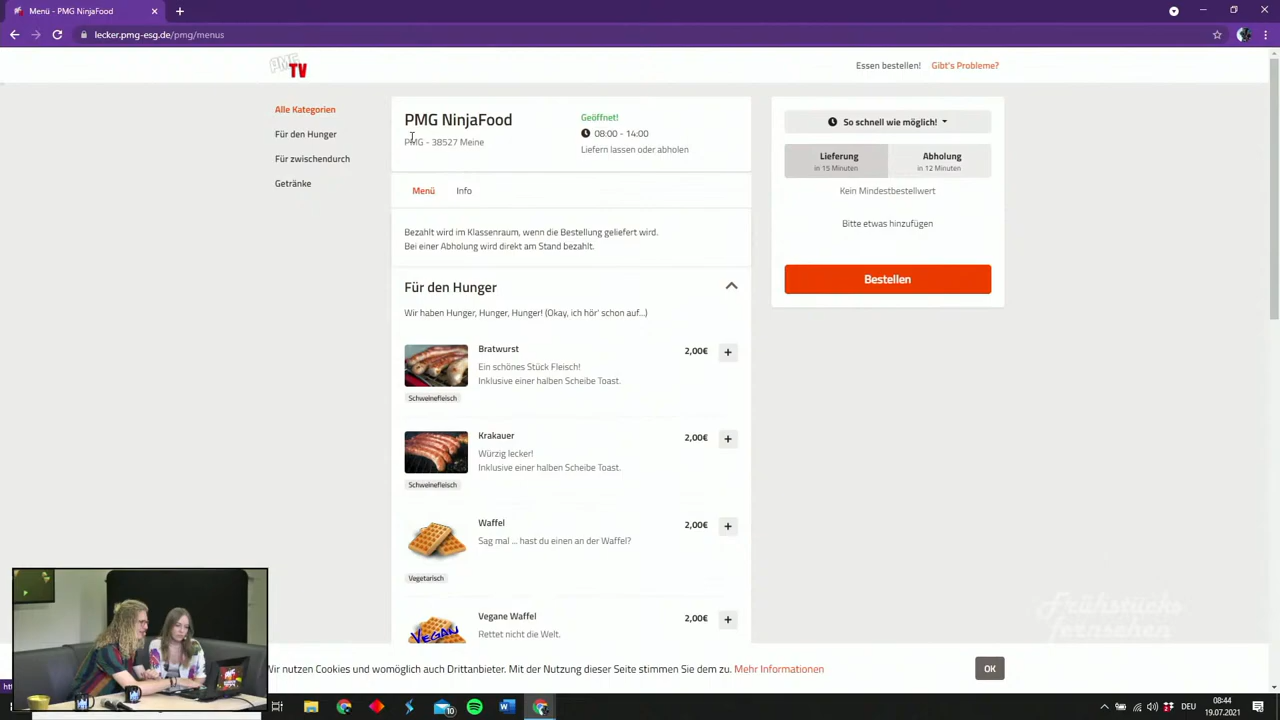 Menü - PMG-TV
lecker.pmg-esg.de/pmg/menus
PMG
TV
Essen bestellen!
Gibt's Probleme?
Alle Kategorien
Für den Hunger
Für zwischendurch
Getränke
PMG NinjaFood
PMG - 38527 Meine
Geöffnet!
08:00 - 14:00
Liefern lassen oder abholen
Menü
Info
Bezahlt wird im Klassenraum, wenn die Bestellung geliefert wird.
Bei einer Abholung wird direkt am Stand bezahlt.
Für den Hunger
Wir haben Hunger, Hunger, Hunger! (Okay, ich hör' schon auf...)
Bratwurst
2,00€
+
Ein schönes Stück Fleisch!
Inklusive einer halben Scheibe Toast.
Schweinefleisch
Krakauer
2,00€
+
Würzig lecker!
Inklusive einer halben Scheibe Toast.
Schweinefleisch
Waffel
2,00€
+
Sag mal ... hast du einen an der Waffel?
Vegetarisch
Vegane Waffel
2,00€
+
Rettet nicht die Welt.
VEGAN
So schnell wie möglich!
Lieferung
in 15 Minuten
Abholung
in 12 Minuten
Kein Mindestbestellwert
Bitte etwas hinzufügen
Bestellen
Frühstücks
fernsehen
Wir nutzen Cookies und womöglich auch Drittanbieter. Mit der Nutzung dieser Seite stimmen Sie dem zu. Mehr Informationen
OK
10
DEU
08:44
19.07.2021